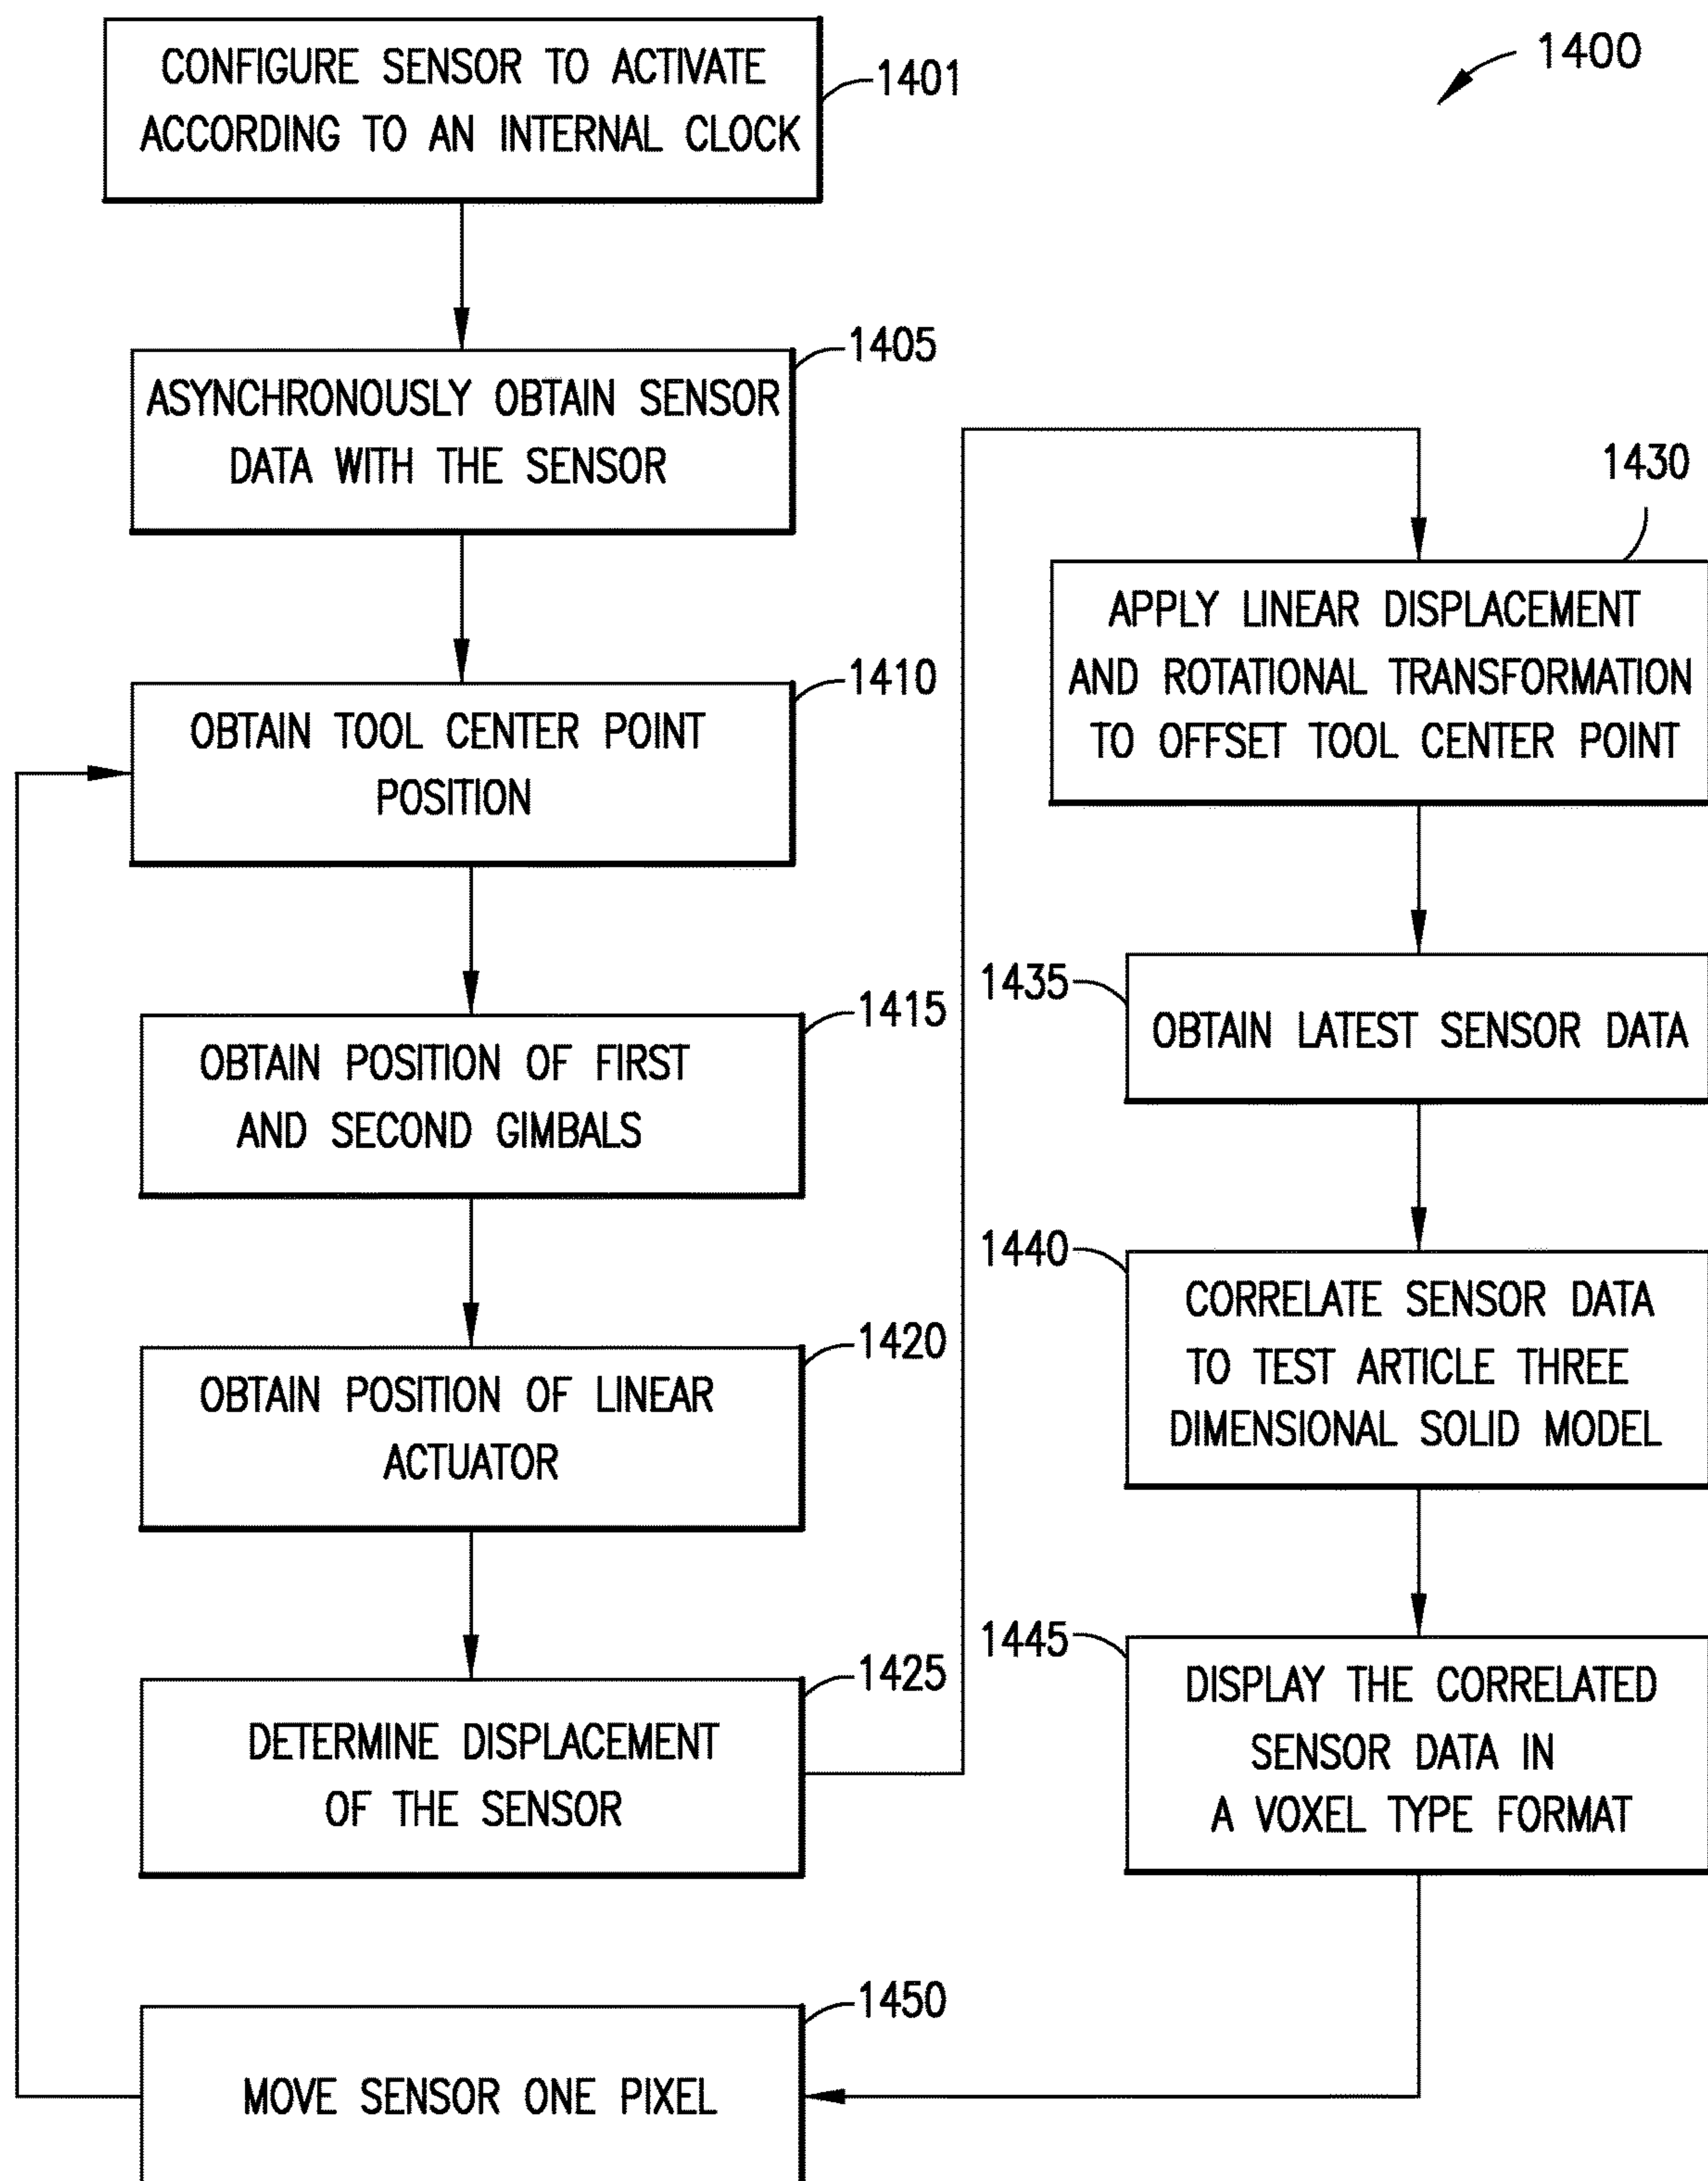 1400
CONFIGURE SENSOR TO ACTIVATE
ACCORDING TO AN INTERNAL CLOCK
1401
ASYNCHRONOUSLY OBTAIN SENSOR
DATA WITH THE SENSOR
1405
OBTAIN TOOL CENTER POINT
POSITION
1410
OBTAIN POSITION OF FIRST
AND SECOND GIMBALS
1415
OBTAIN POSITION OF LINEAR
ACTUATOR
1420
DETERMINE DISPLACEMENT
OF THE SENSOR
1425
1430
APPLY LINEAR DISPLACEMENT
AND ROTATIONAL TRANSFORMATION
TO OFFSET TOOL CENTER POINT
1435
OBTAIN LATEST SENSOR DATA
1440
CORRELATE SENSOR DATA
TO TEST ARTICLE THREE
DIMENSIONAL SOLID MODEL
1445
DISPLAY THE CORRELATED
SENSOR DATA IN
A VOXEL TYPE FORMAT
1450
MOVE SENSOR ONE PIXEL